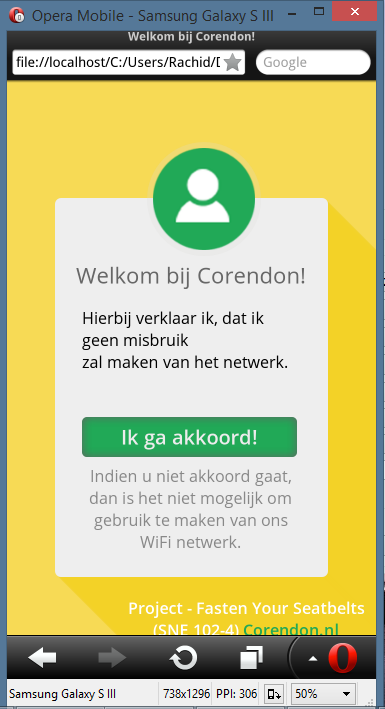 Opera Mobile - Samsung Galaxy S III
Welkom bij Corendon!
file://localhost/C:/Users/Rachid/D
Google
Welkom bij Corendon!
Hierbij verklaar ik, dat ik
geen misbruik
zal maken van het netwerk.
Ik ga akkoord!
Indien u niet akkoord gaat,
dan is het niet mogelijk om
gebruik te maken van ons
WiFi netwerk.
Project - Fasten Your Seatbelts
(SNE 102-4) Corendon.nl
Samsung Galaxy S III
738x1296
PPI: 306
50%